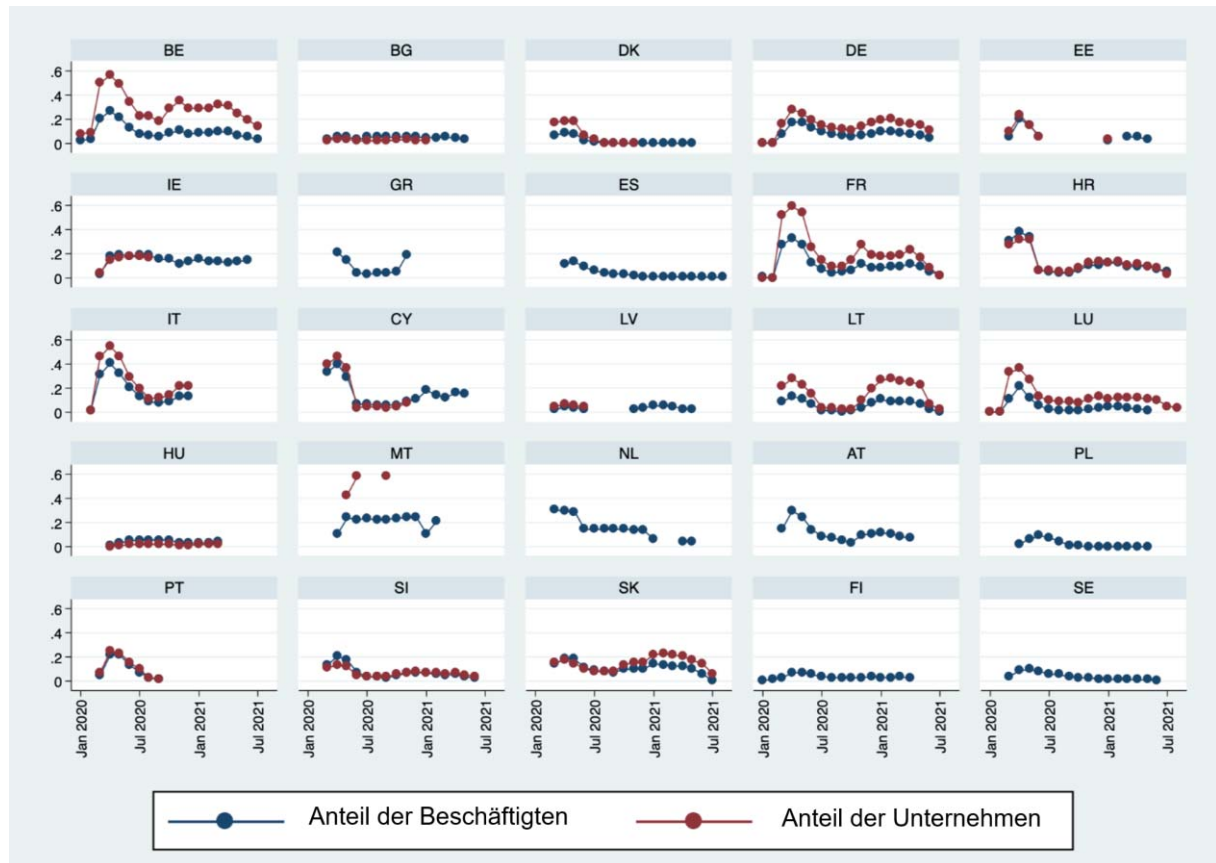 BE BG DK DE EE
.6
.4
.2
0
IE GR ES FR HR
.6
.4
.2
0
IT CY LV LT LU
.6
.4
.2
0
HU MT NL AT PL
.6
.4
.2
0
PT SI SK FI SE
.6
.4
.2
0
Jan 2020 Jul 2020 Jan 2021 Jul 2021 Jan 2020 Jul 2020 Jan 2021 Jul 2021 Jan 2020 Jul 2020 Jan 2021 Jul 2021 Jan 2020 Jul 2020 Jan 2021 Jul 2021 Jan 2020 Jul 2020 Jan 2021 Jul 2021
Anteil der Beschäftigten Anteil der Unternehmen